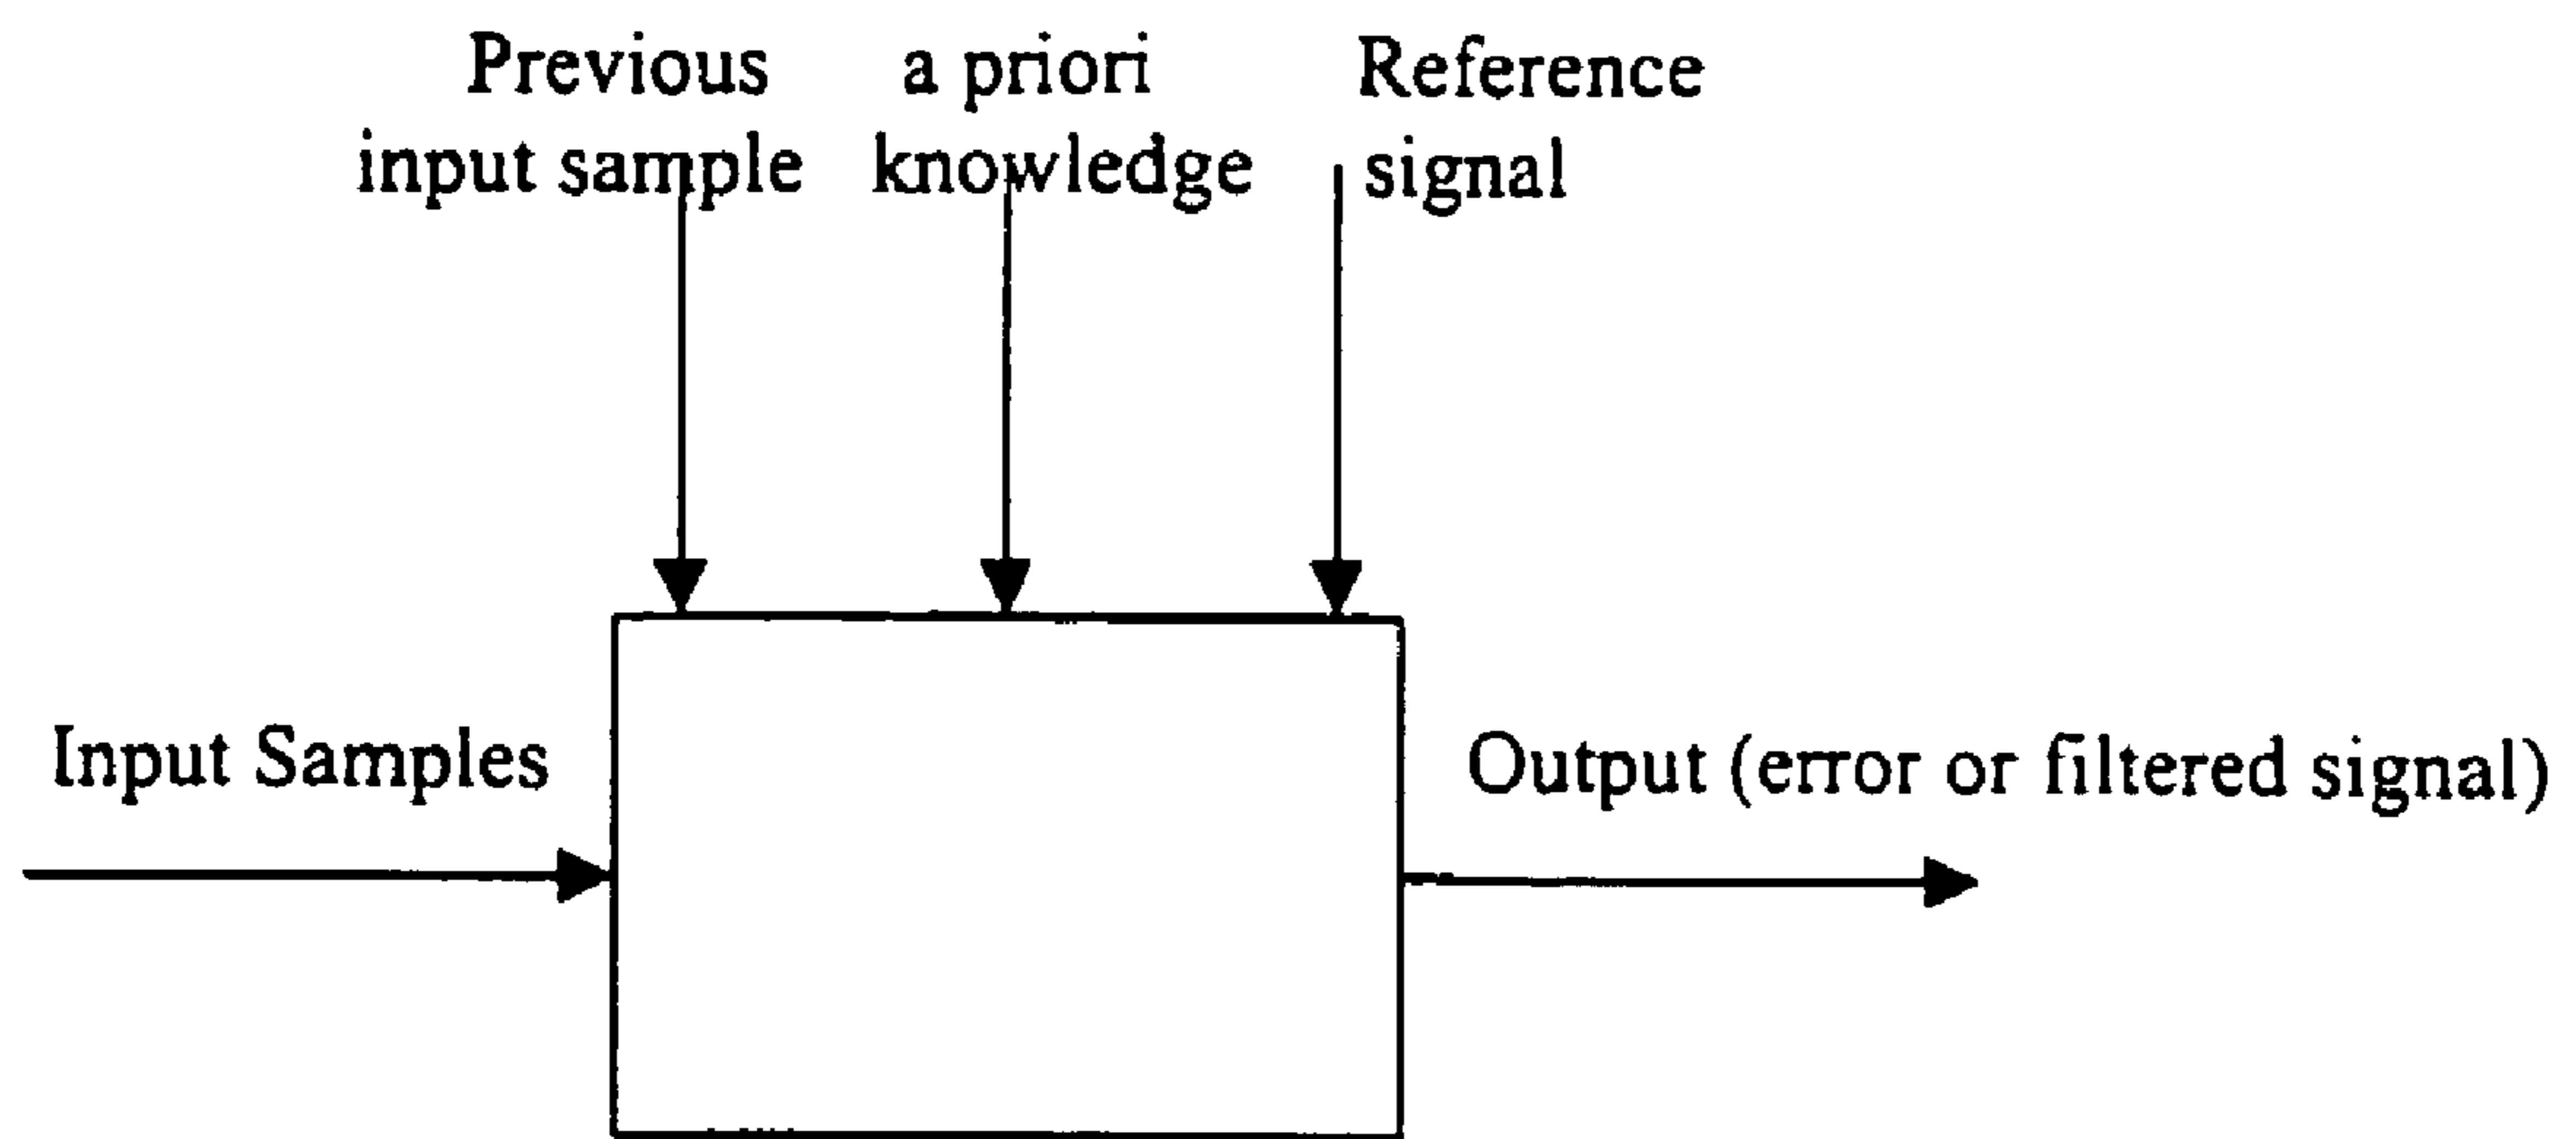 Previous
input sample
a priori
knowledge
Reference
signal
Input Samples
Output (error or filtered signal)